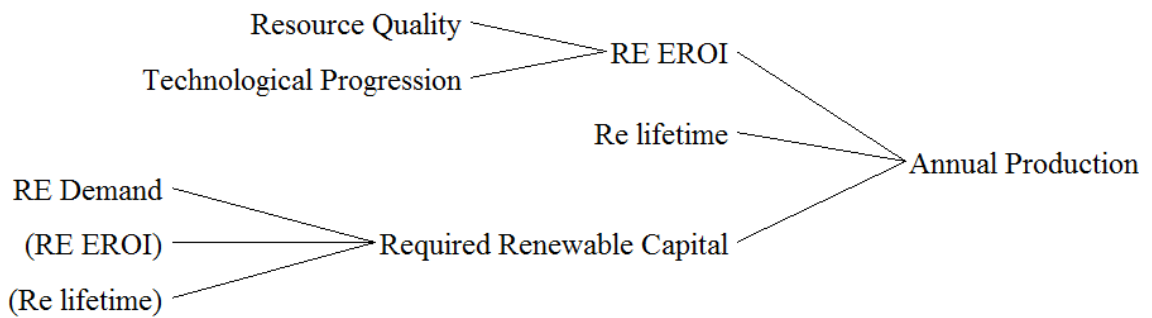 Resource Quality
RE EROI
Technological Progression
Re lifetime
Annual Production
RE Demand
(RE EROI)
Required Renewable Capital
(Re lifetime)